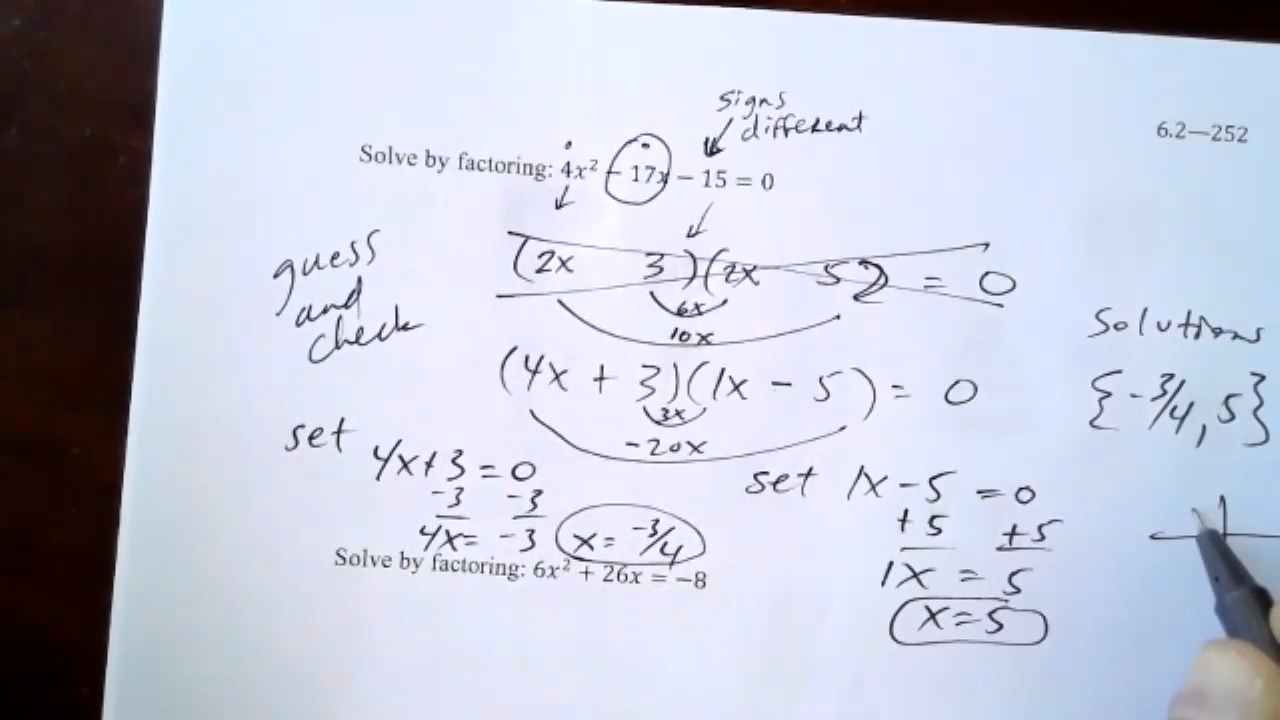 signs
different
6.2—252
Solve by factoring: 4x² − 17x − 15 = 0
guess
and
check
(2x 3)(2x 5) = 0
6x
10x
Solutions
{-3/4, 5}
(4x + 3)(1x - 5) = 0
3x
-20x
set 4x+3=0
-3 -3
4x= -3 x= -3/4
set 1x-5 =0
+5 +5
1x = 5
x=5
Solve by factoring: 6x² + 26x = −8